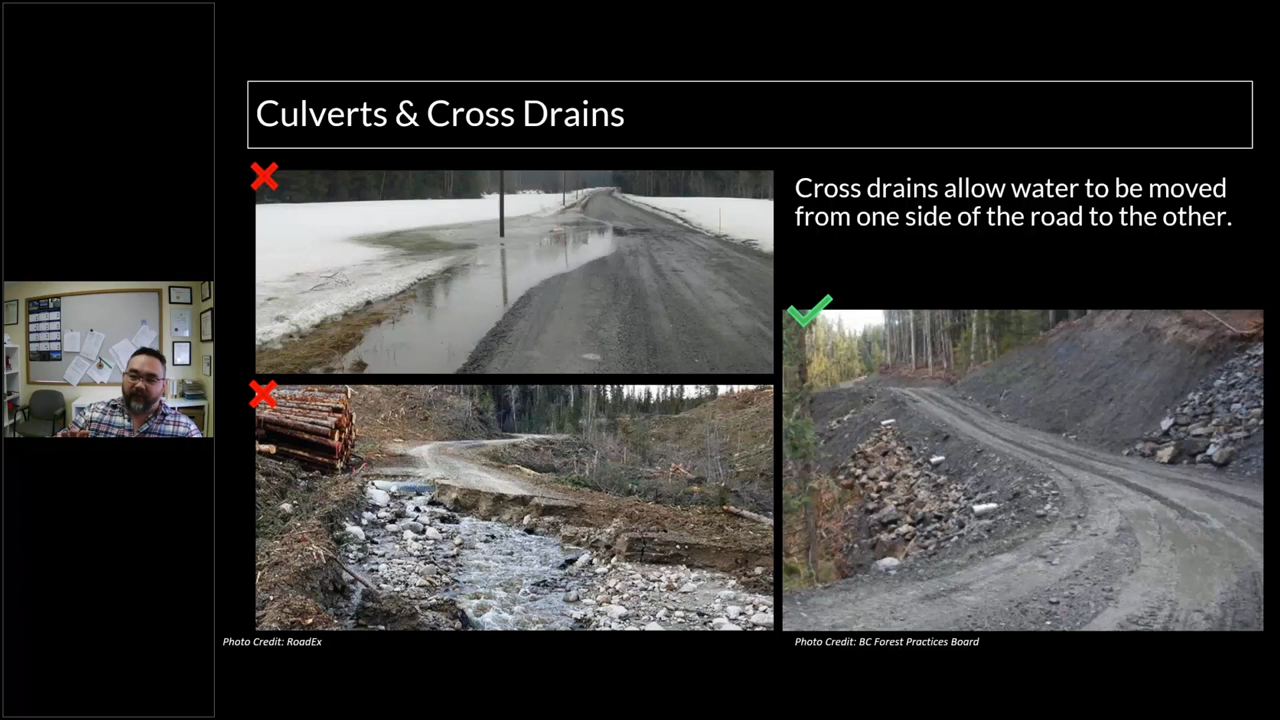 Culverts & Cross Drains
Cross drains allow water to be moved
from one side of the road to the other.
Photo Credit: RoadEx
Photo Credit: BC Forest Practices Board